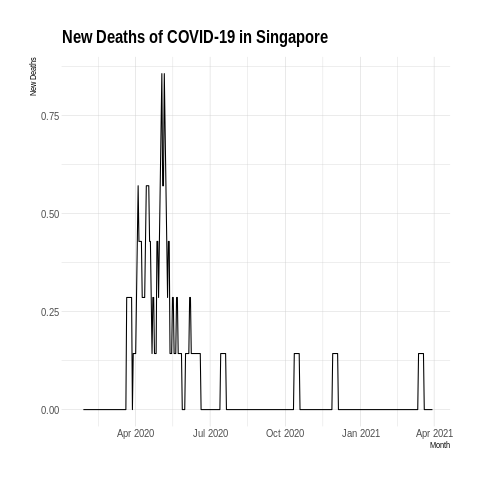 New Deaths of COVID-19 in Singapore
New Deaths
0.75
0.50
0.25
0.00
Apr 2020 Jul 2020 Oct 2020 Jan 2021 Apr 2021
Month